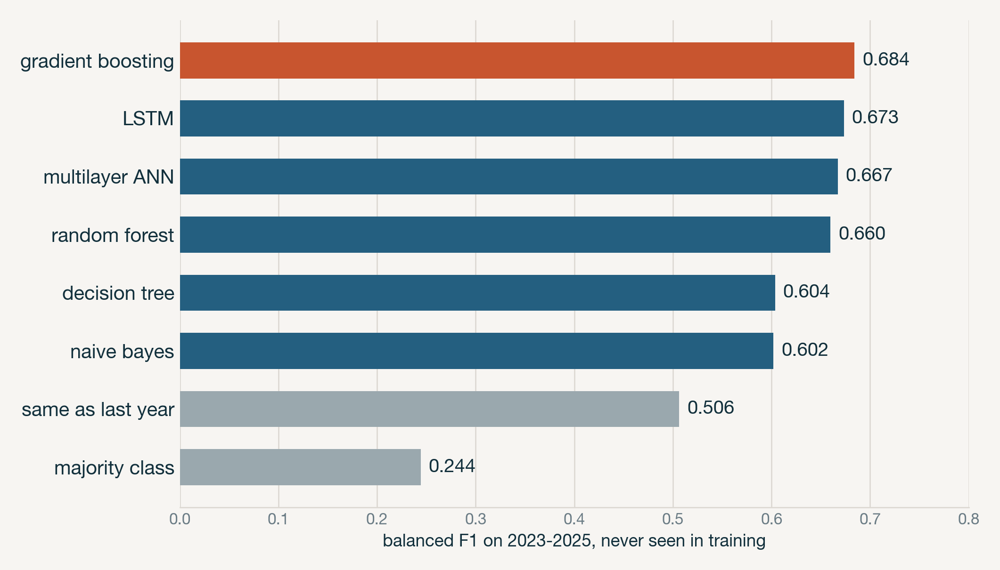 gradient boosting 0.684
LSTM 0.673
multilayer ANN 0.667
random forest 0.660
decision tree 0.604
naive bayes 0.602
same as last year 0.506
majority class 0.244
0.0 0.1 0.2 0.3 0.4 0.5 0.6 0.7 0.8
balanced F1 on 2023-2025, never seen in training